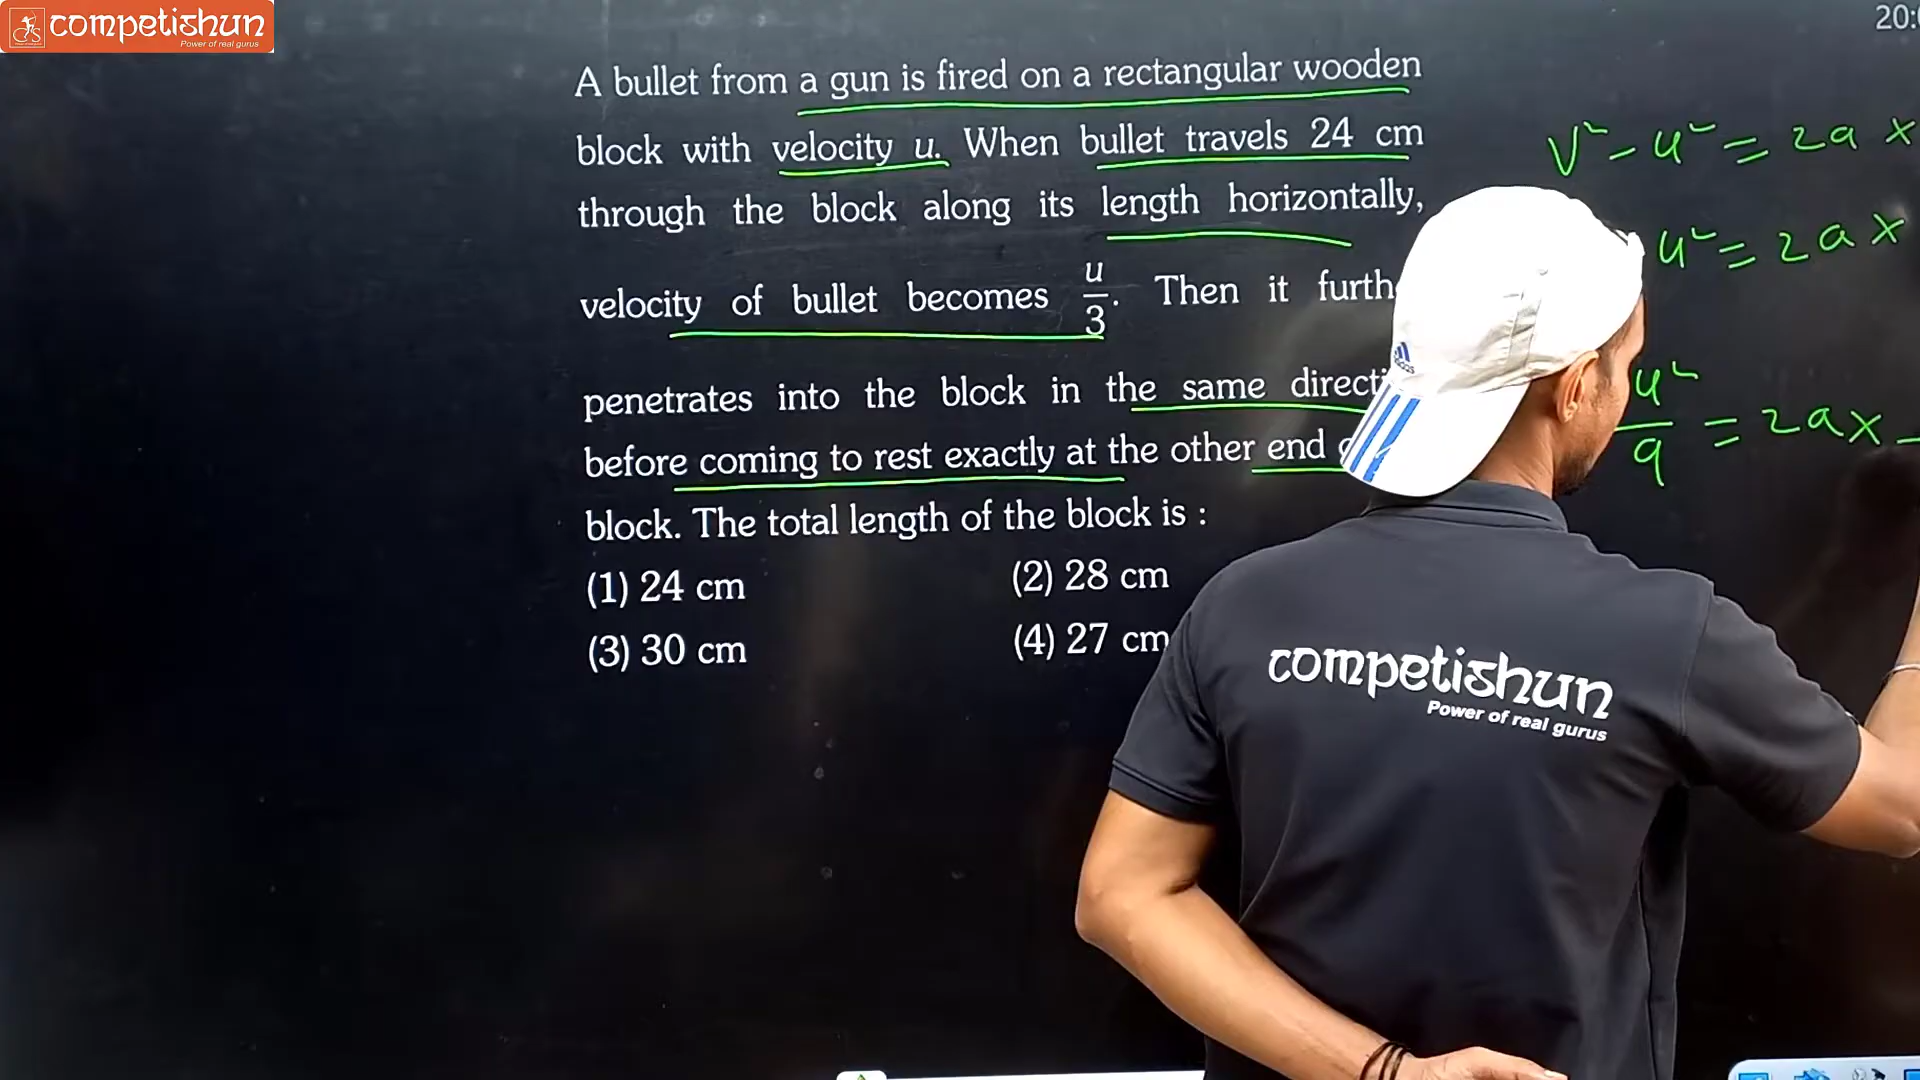 competishun
Power of real gurus
20:
A bullet from a gun is fired on a rectangular wooden
block with velocity u. When bullet travels 24 cm
through the block along its length horizontally,
velocity of bullet becomes u/3. Then it furth
penetrates into the block in the same directi
before coming to rest exactly at the other end
block. The total length of the block is :
(1) 24 cm
(2) 28 cm
(3) 30 cm
(4) 27 cm
v² - u² = 2ax
u² = 2ax
u²/9 = 2ax
competishun
Power of real gurus